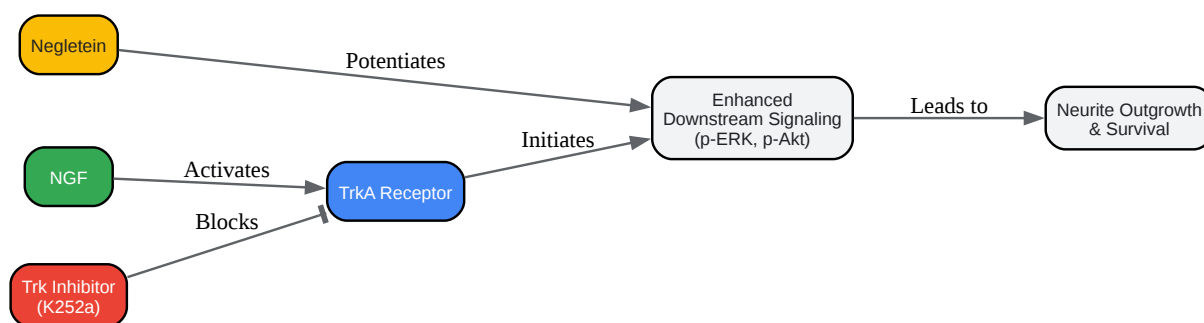 Negletein
Potentiates
Enhanced
Downstream Signaling
(p-ERK, p-Akt)
Leads to
Neurite Outgrowth
& Survival
NGF
Activates
TrkA Receptor
Initiates
Blocks
Trk Inhibitor
(K252a)